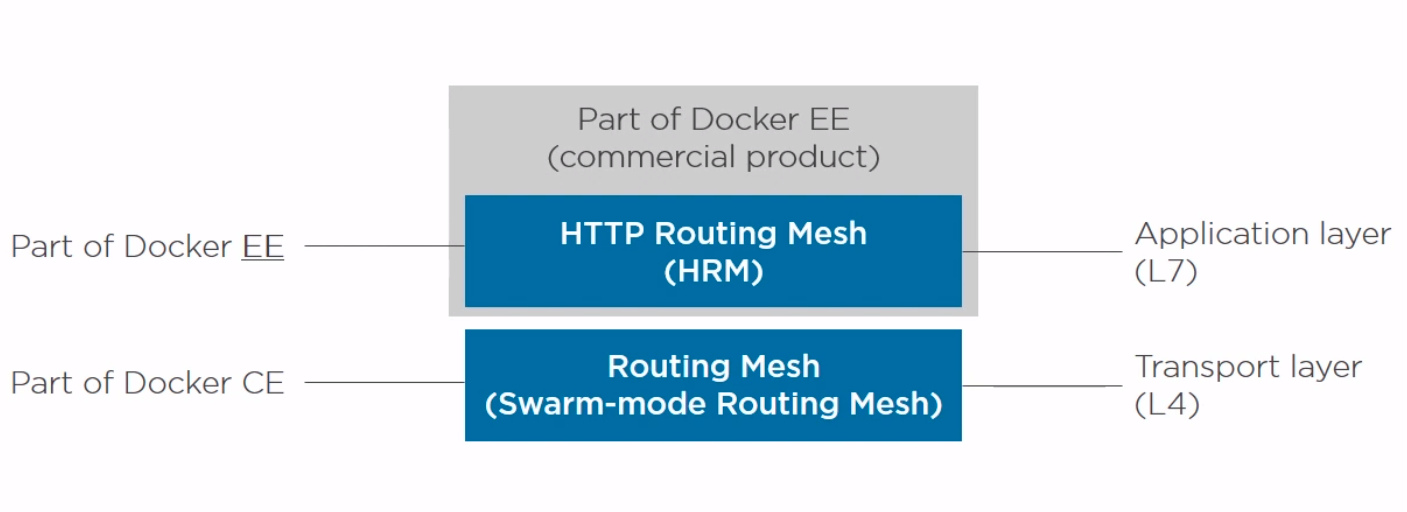 Part of Docker EE
(commercial product)
Part of Docker EE
HTTP Routing Mesh
(HRM)
Application layer
(L7)
Part of Docker CE
Routing Mesh
(Swarm-mode Routing Mesh)
Transport layer
(L4)